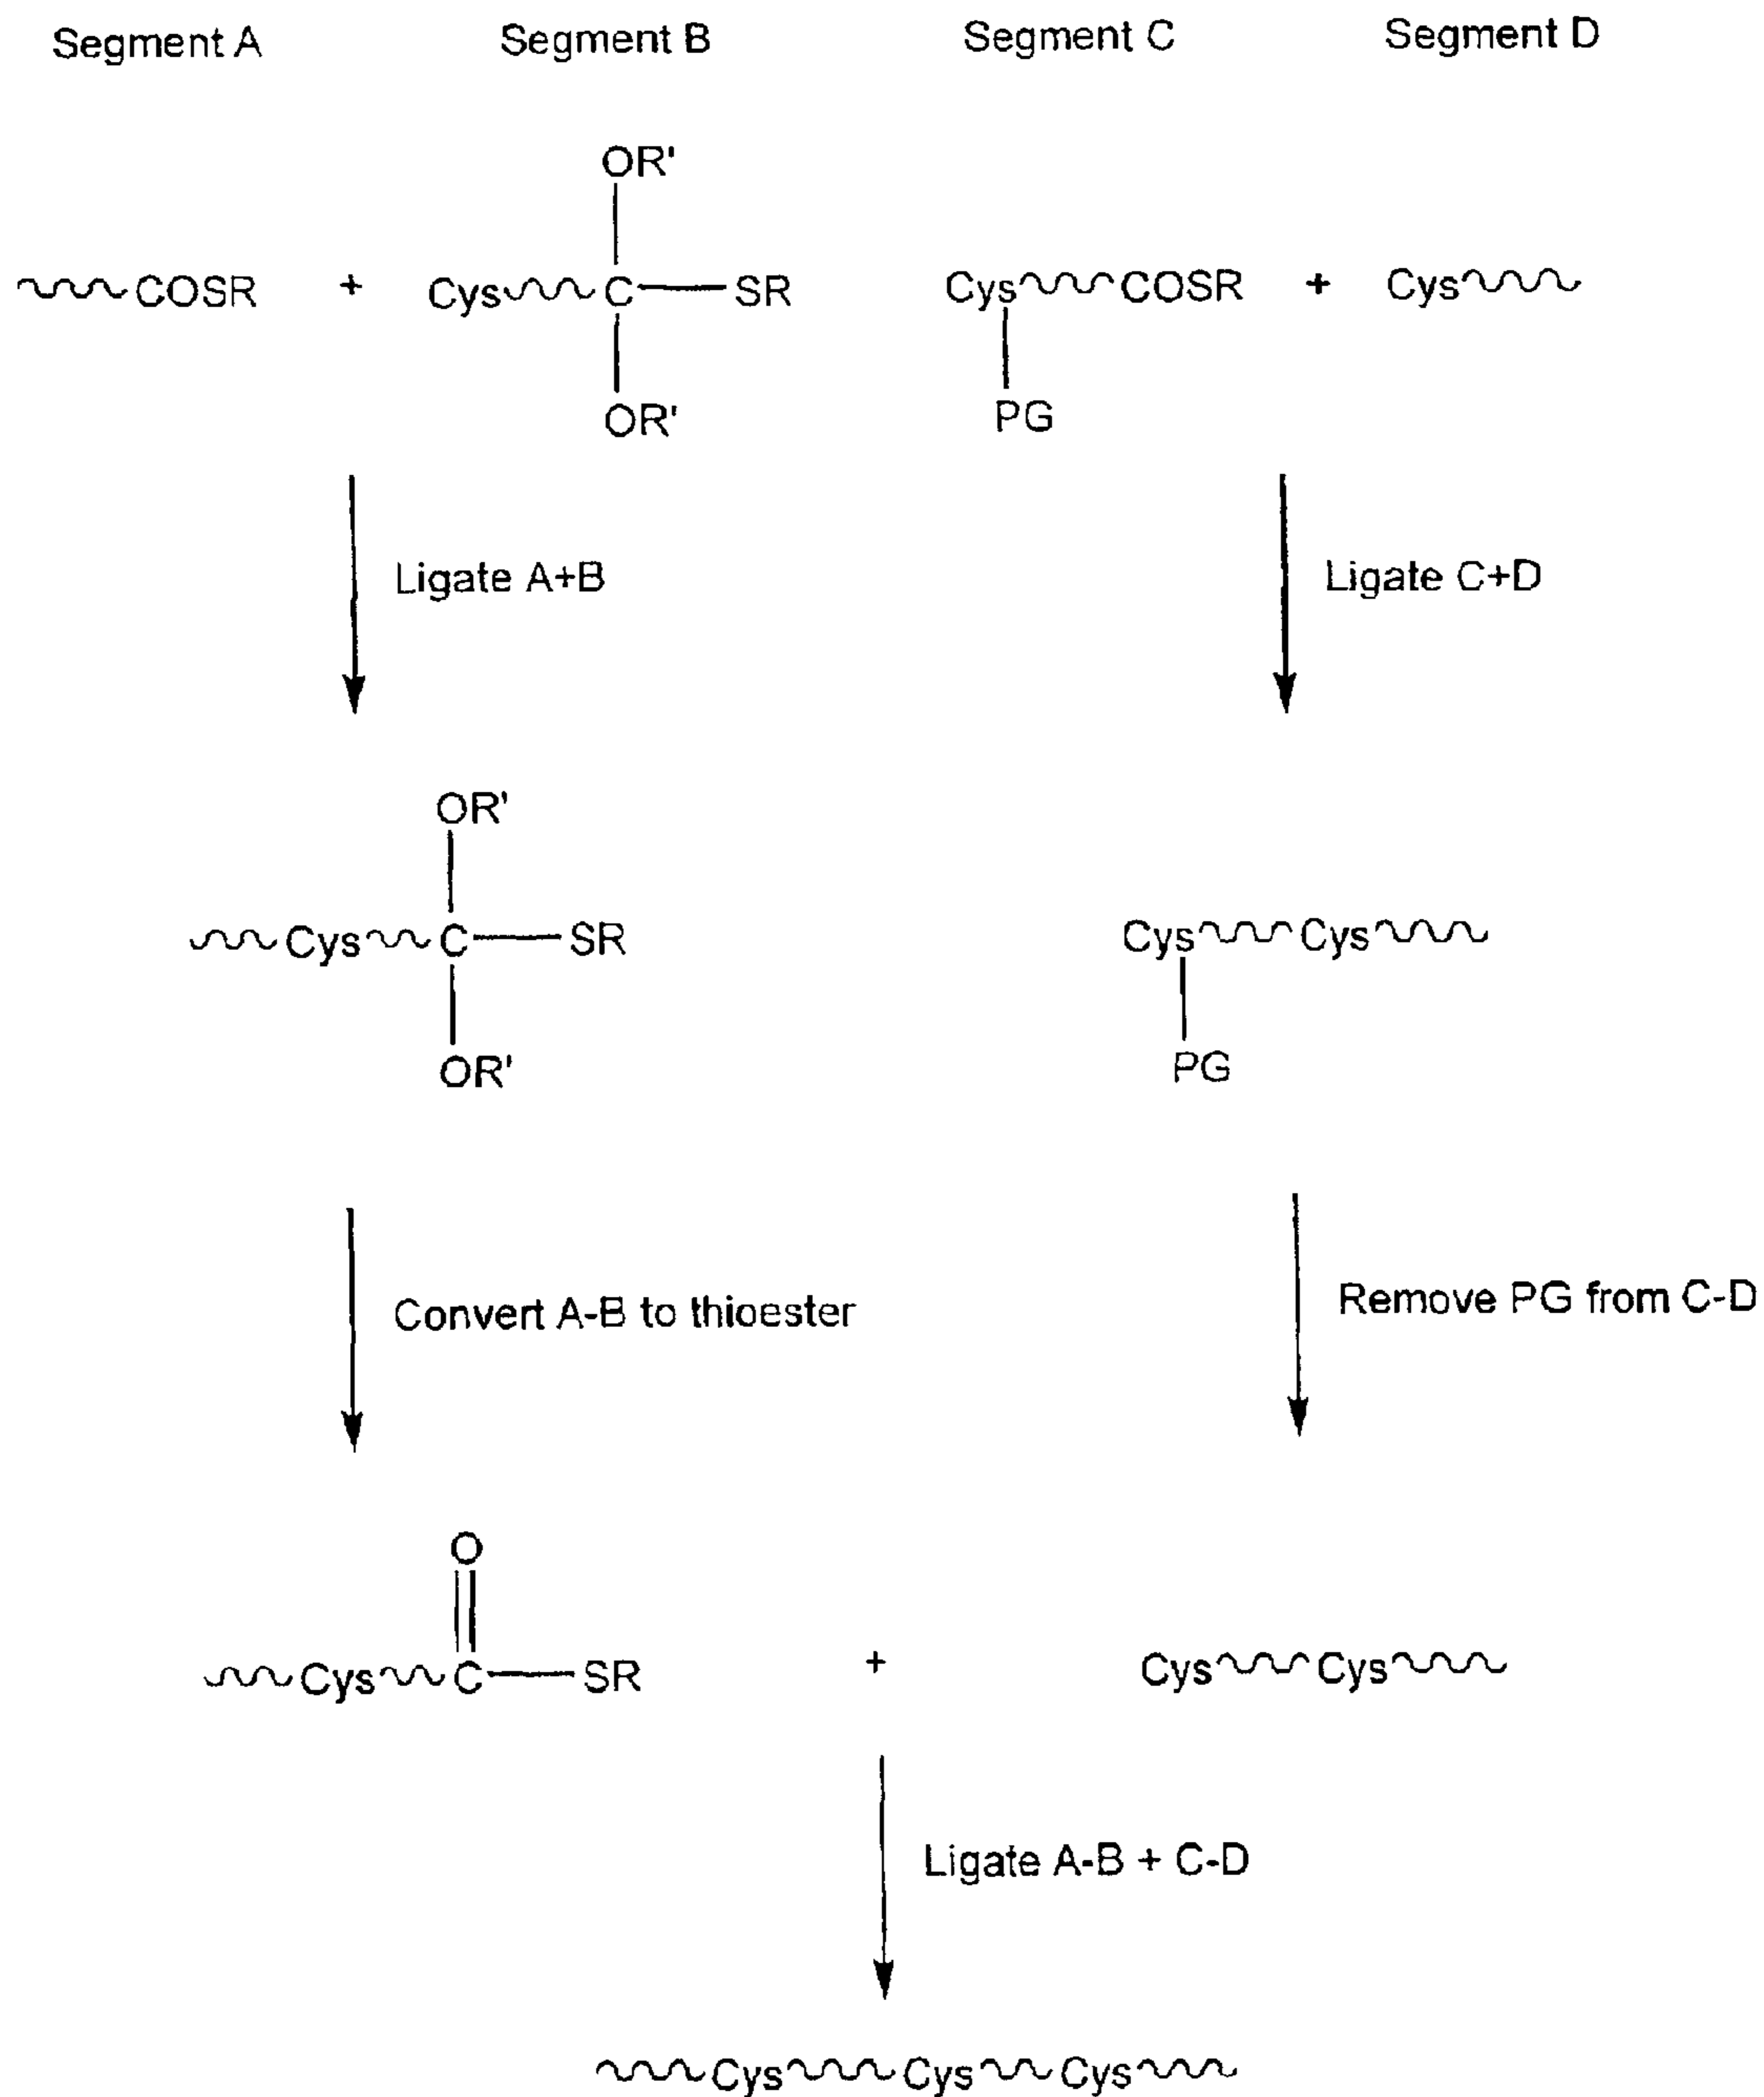 Segment A Segment B Segment C Segment D
OR'
COSR + Cys C SR Cys COSR + Cys
OR' PG
Ligate A+B Ligate C+D
OR'
Cys C SR Cys Cys
OR' PG
Convert A-B to thioester Remove PG from C-D
O
Cys C SR + Cys Cys
Ligate A-B + C-D
Cys Cys Cys